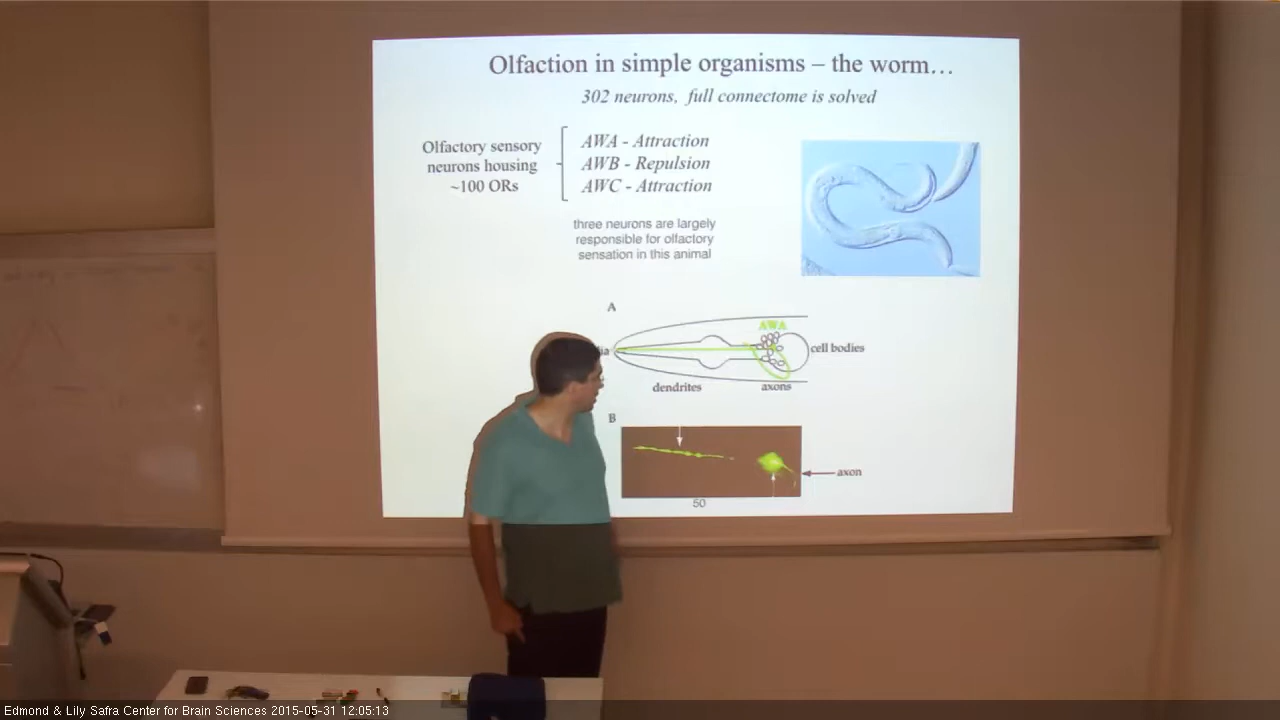 Olfaction in simple organisms – the worm…
302 neurons, full connectome is solved
Olfactory sensory
neurons housing
~100 ORs
AWA - Attraction
AWB - Repulsion
AWC - Attraction
three neurons are largely
responsible for olfactory
sensation in this animal
A
AWA
cell bodies
dendrites
axons
B
axon
50
Edmond & Lily Safra Center for Brain Sciences 2015-05-31 12:05:13